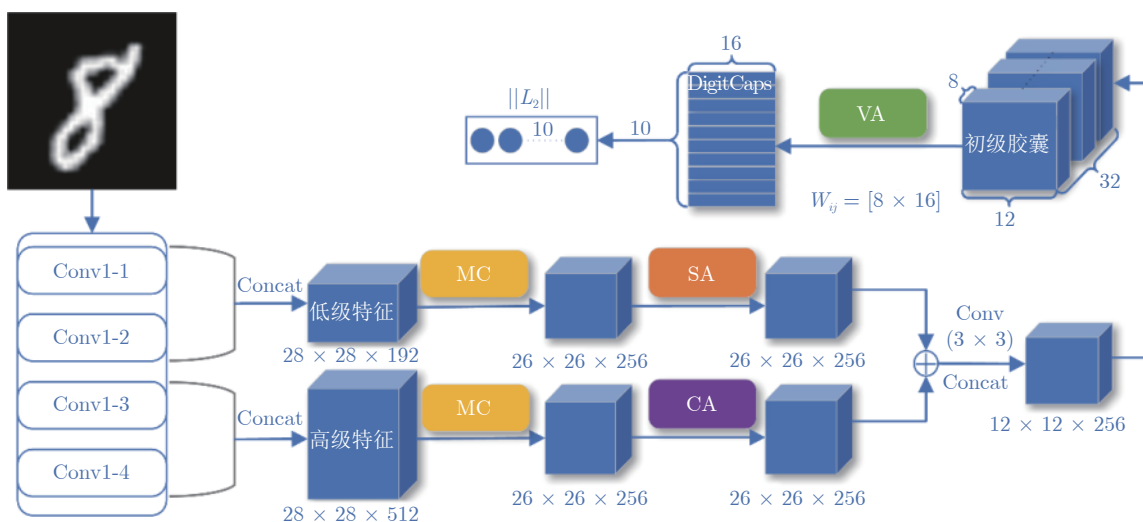 16
DigitCaps
||L₂||
10
10
VA
8
初级胶囊
32
12
W_ij = [8 × 16]
Conv1-1
Conv1-2
Conv1-3
Conv1-4
Concat
低级特征
28 × 28 × 192
MC
26 × 26 × 256
SA
26 × 26 × 256
Concat
高级特征
28 × 28 × 512
MC
26 × 26 × 256
CA
26 × 26 × 256
Conv
(3 × 3)
Concat
12 × 12 × 256